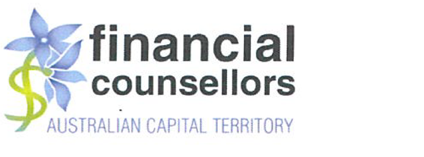 financial
counsellors
AUSTRALIAN CAPITAL TERRITORY